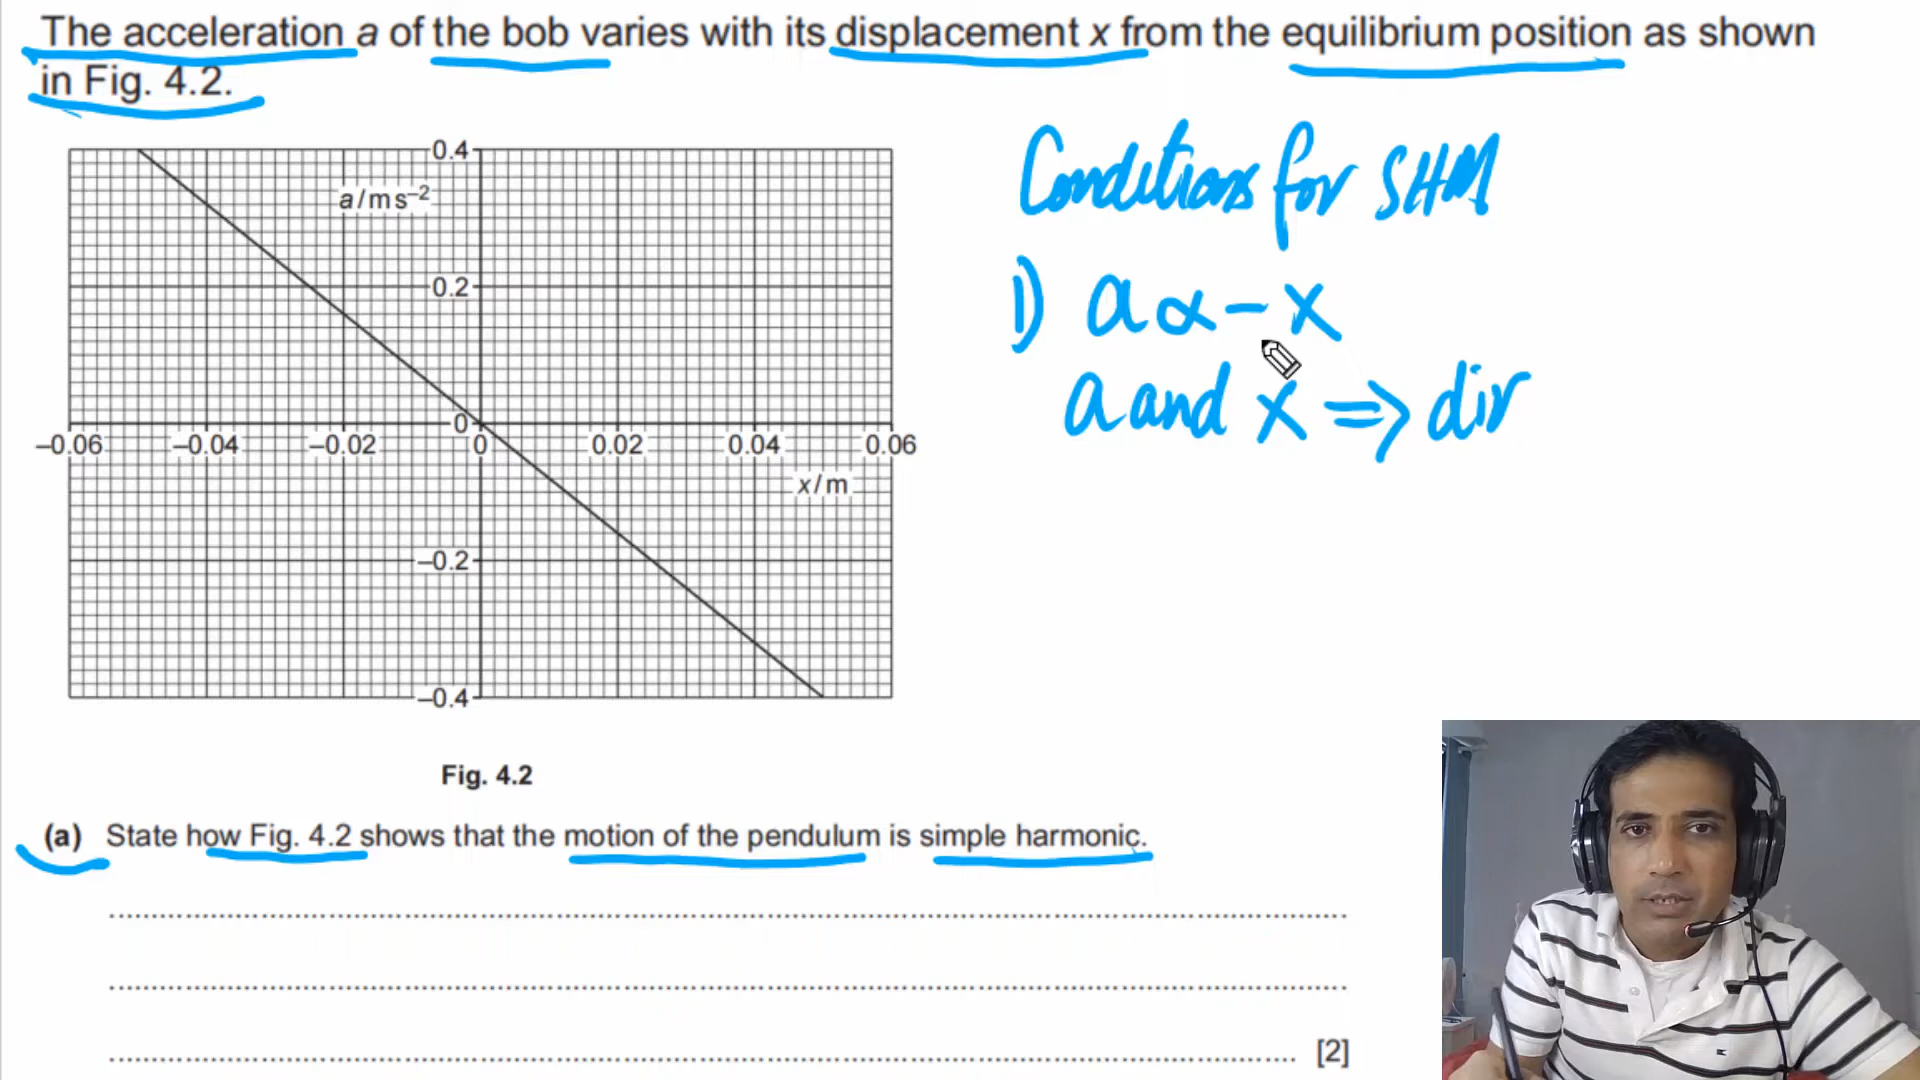 The acceleration a of the bob varies with its displacement x from the equilibrium position as shown
in Fig. 4.2.
Conditions for SHM
1) a α - x
a and x => dir
0.4
a/m s⁻²
0.2
0
-0.06 -0.04 -0.02 0 0.02 0.04 0.06
x/m
-0.2
-0.4
Fig. 4.2
(a) State how Fig. 4.2 shows that the motion of the pendulum is simple harmonic.
[2]